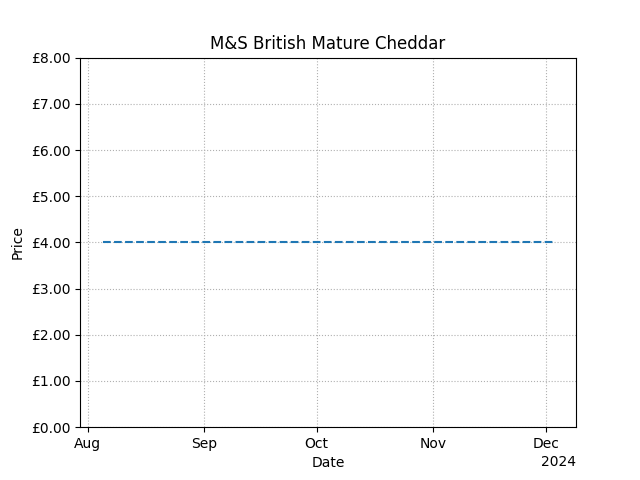 M&S British Mature Cheddar
£8.00
£7.00
£6.00
£5.00
£4.00
£3.00
£2.00
£1.00
£0.00
Price
Aug Sep Oct Nov Dec
Date
2024